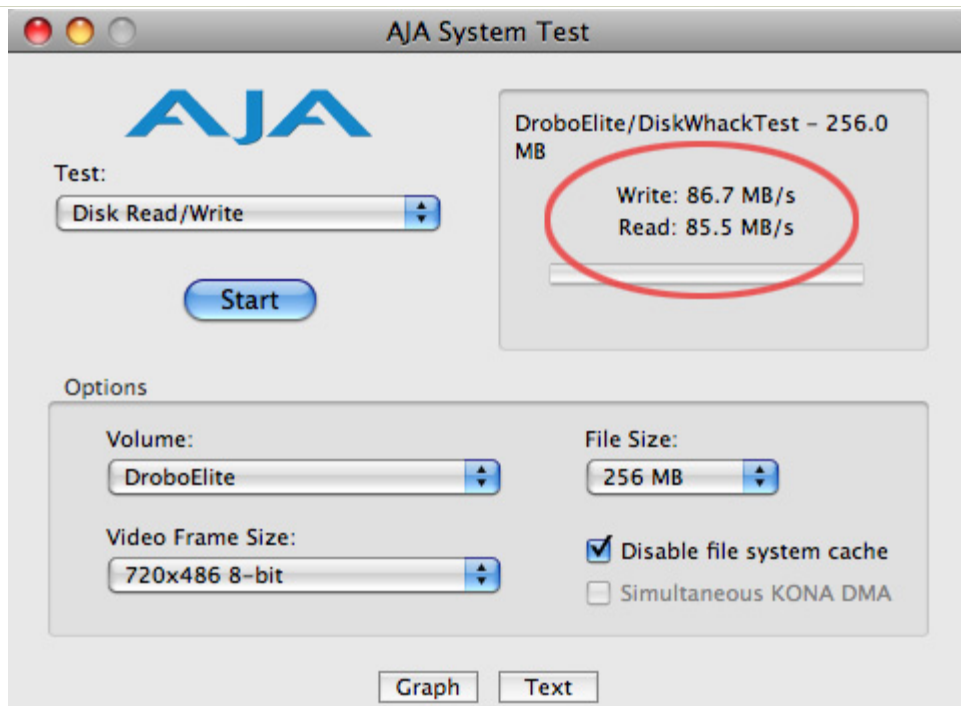 AJA System Test
AJA
Test:
Disk Read/Write
Start
DroboElite/DiskWhackTest – 256.0
MB
Write: 86.7 MB/s
Read: 85.5 MB/s
Options
Volume:
DroboElite
File Size:
256 MB
Video Frame Size:
720x486 8-bit
Disable file system cache
Simultaneous KONA DMA
Graph
Text